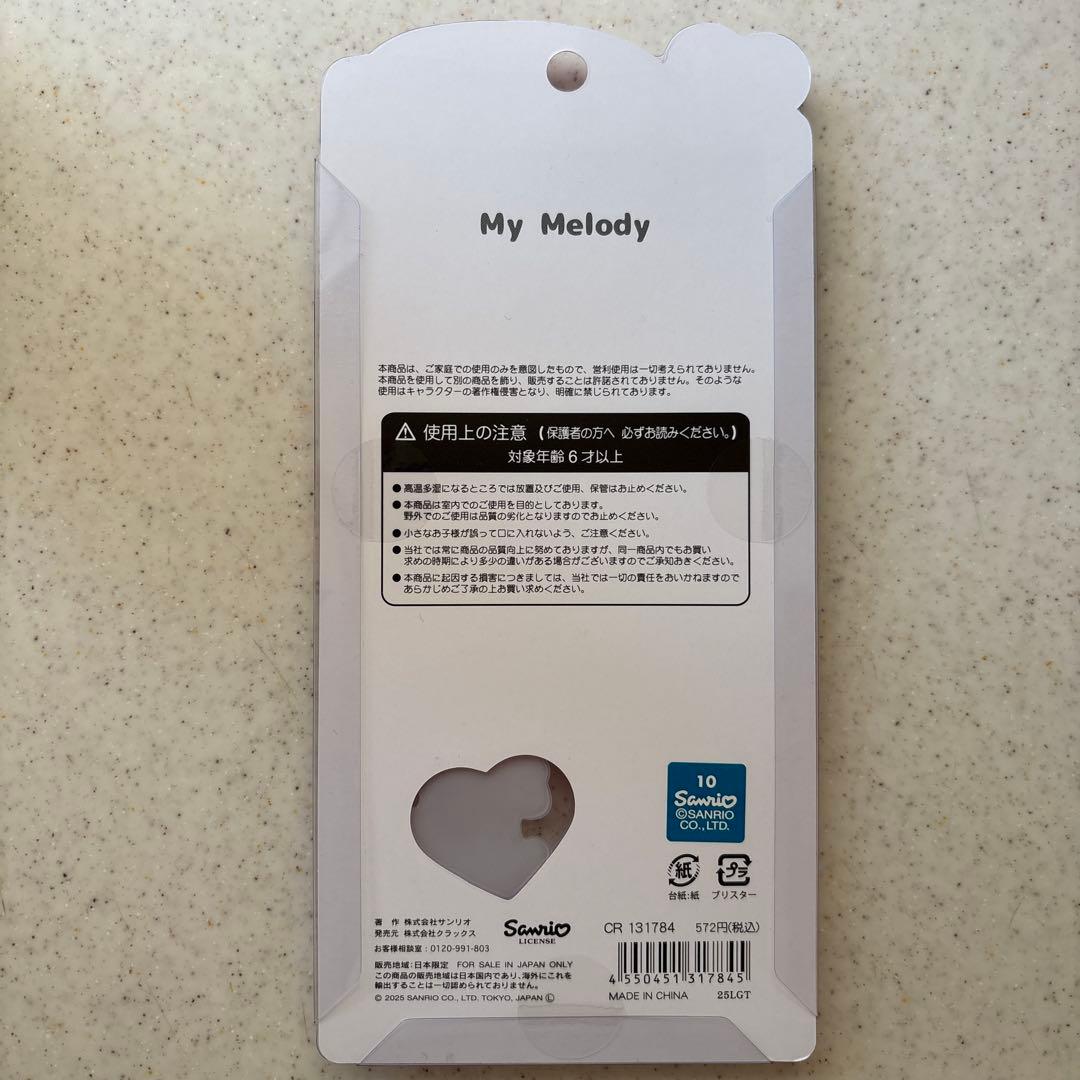 My Melody
本商品は、ご家庭での使用のみを意図したもので、営利使用は一切考えられておりません。
本商品を使用して別の商品を飾り、販売することは許諾されておりません。そのような
使用はキャラクターの著作権侵害となり、明確に禁じられております。
使用上の注意（保護者の方へ 必ずお読みください。）
対象年齢6才以上
●高温多湿になるところでは放置及びご使用、保管はお止めください。
●本商品は室内でのご使用を目的としております。
野外でのご使用は品質の劣化となりますのでお止めください。
●小さなお子様が誤って口に入れないよう、ご注意ください。
●当社では常に商品の品質向上に努めておりますが、同一商品内でもお買い
求めの時期により多少の違いがある場合がございますのでご承知おきください。
●本商品に起因する損害につきましては、当社では一切の責任をおいかねますので
あらかじめご了承の上お買い求めください。
10
Sanrio
©SANRIO
CO., LTD.
紙
プラ
台紙:紙
ブリスター
著 作 株式会社サンリオ
発売元 株式会社クラックス
お客様相談室：0120-991-803
Sanrio
LICENSE
CR 131784 572円(税込)
販売地域：日本限定 FOR SALE IN JAPAN ONLY
この商品の販売地域は日本国内であり、海外にこれを
輸出することは一切認められておりません。
© 2025 SANRIO CO., LTD. TOKYO, JAPAN Ⓛ
4 550451 317845
MADE IN CHINA 25LGT